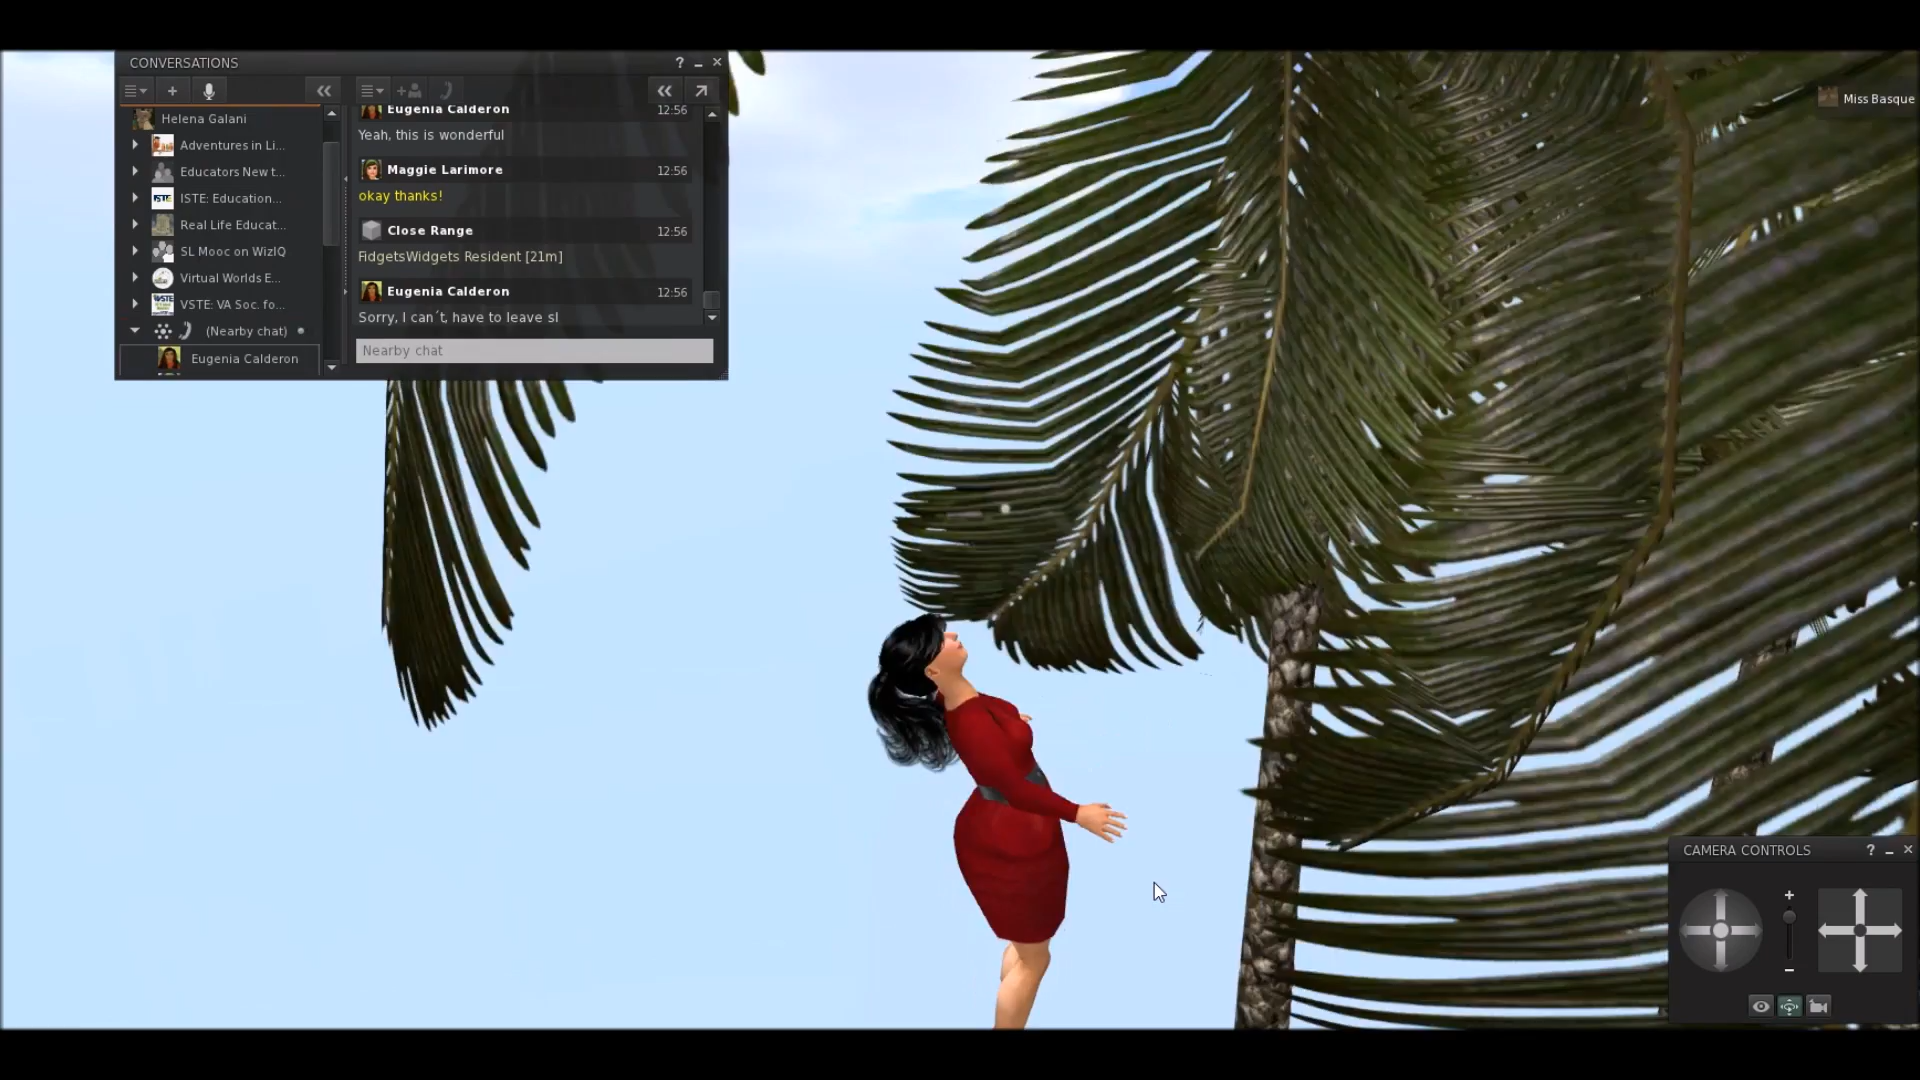 CONVERSATIONS
Helena Galani
Adventures in Li...
Educators New t...
ISTE: Education...
Real Life Educat...
SL Mooc on WizIQ
Virtual Worlds E...
VSTE: VA Soc. fo...
(Nearby chat)
Eugenia Calderon
Eugenia Calderon 12:56
Yeah, this is wonderful
Maggie Larimore 12:56
okay thanks!
Close Range 12:56
FidgetsWidgets Resident [21m]
Eugenia Calderon 12:56
Sorry, I can´t, have to leave sl
Nearby chat
Miss Basque
CAMERA CONTROLS